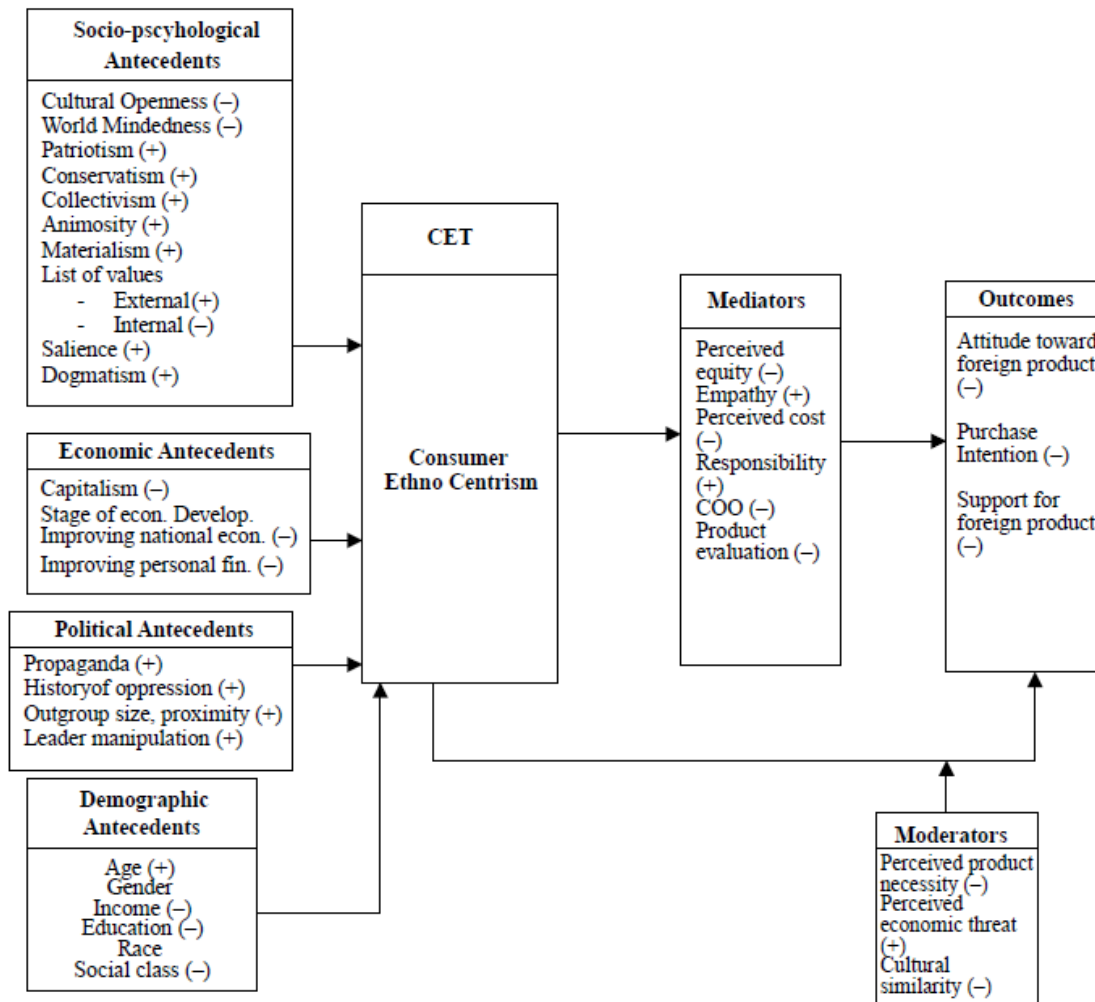 Socio-pscyhological
Antecedents
Cultural Openness (–)
World Mindedness (–)
Patriotism (+)
Conservatism (+)
Collectivism (+)
Animosity (+)
Materialism (+)
List of values
- External(+)
- Internal (–)
Salience (+)
Dogmatism (+)
Economic Antecedents
Capitalism (–)
Stage of econ. Develop.
Improving national econ. (–)
Improving personal fin. (–)
Political Antecedents
Propaganda (+)
Historyof oppression (+)
Outgroup size, proximity (+)
Leader manipulation (+)
Demographic
Antecedents
Age (+)
Gender
Income (–)
Education (–)
Race
Social class (–)
CET
Consumer
Ethno Centrism
Mediators
Perceived
equity (–)
Empathy (+)
Perceived cost
(–)
Responsibility
(+)
COO (–)
Product
evaluation (–)
Outcomes
Attitude toward
foreign product
(–)
Purchase
Intention (–)
Support for
foreign product
(–)
Moderators
Perceived product
necessity (–)
Perceived
economic threat
(+)
Cultural
similarity (–)